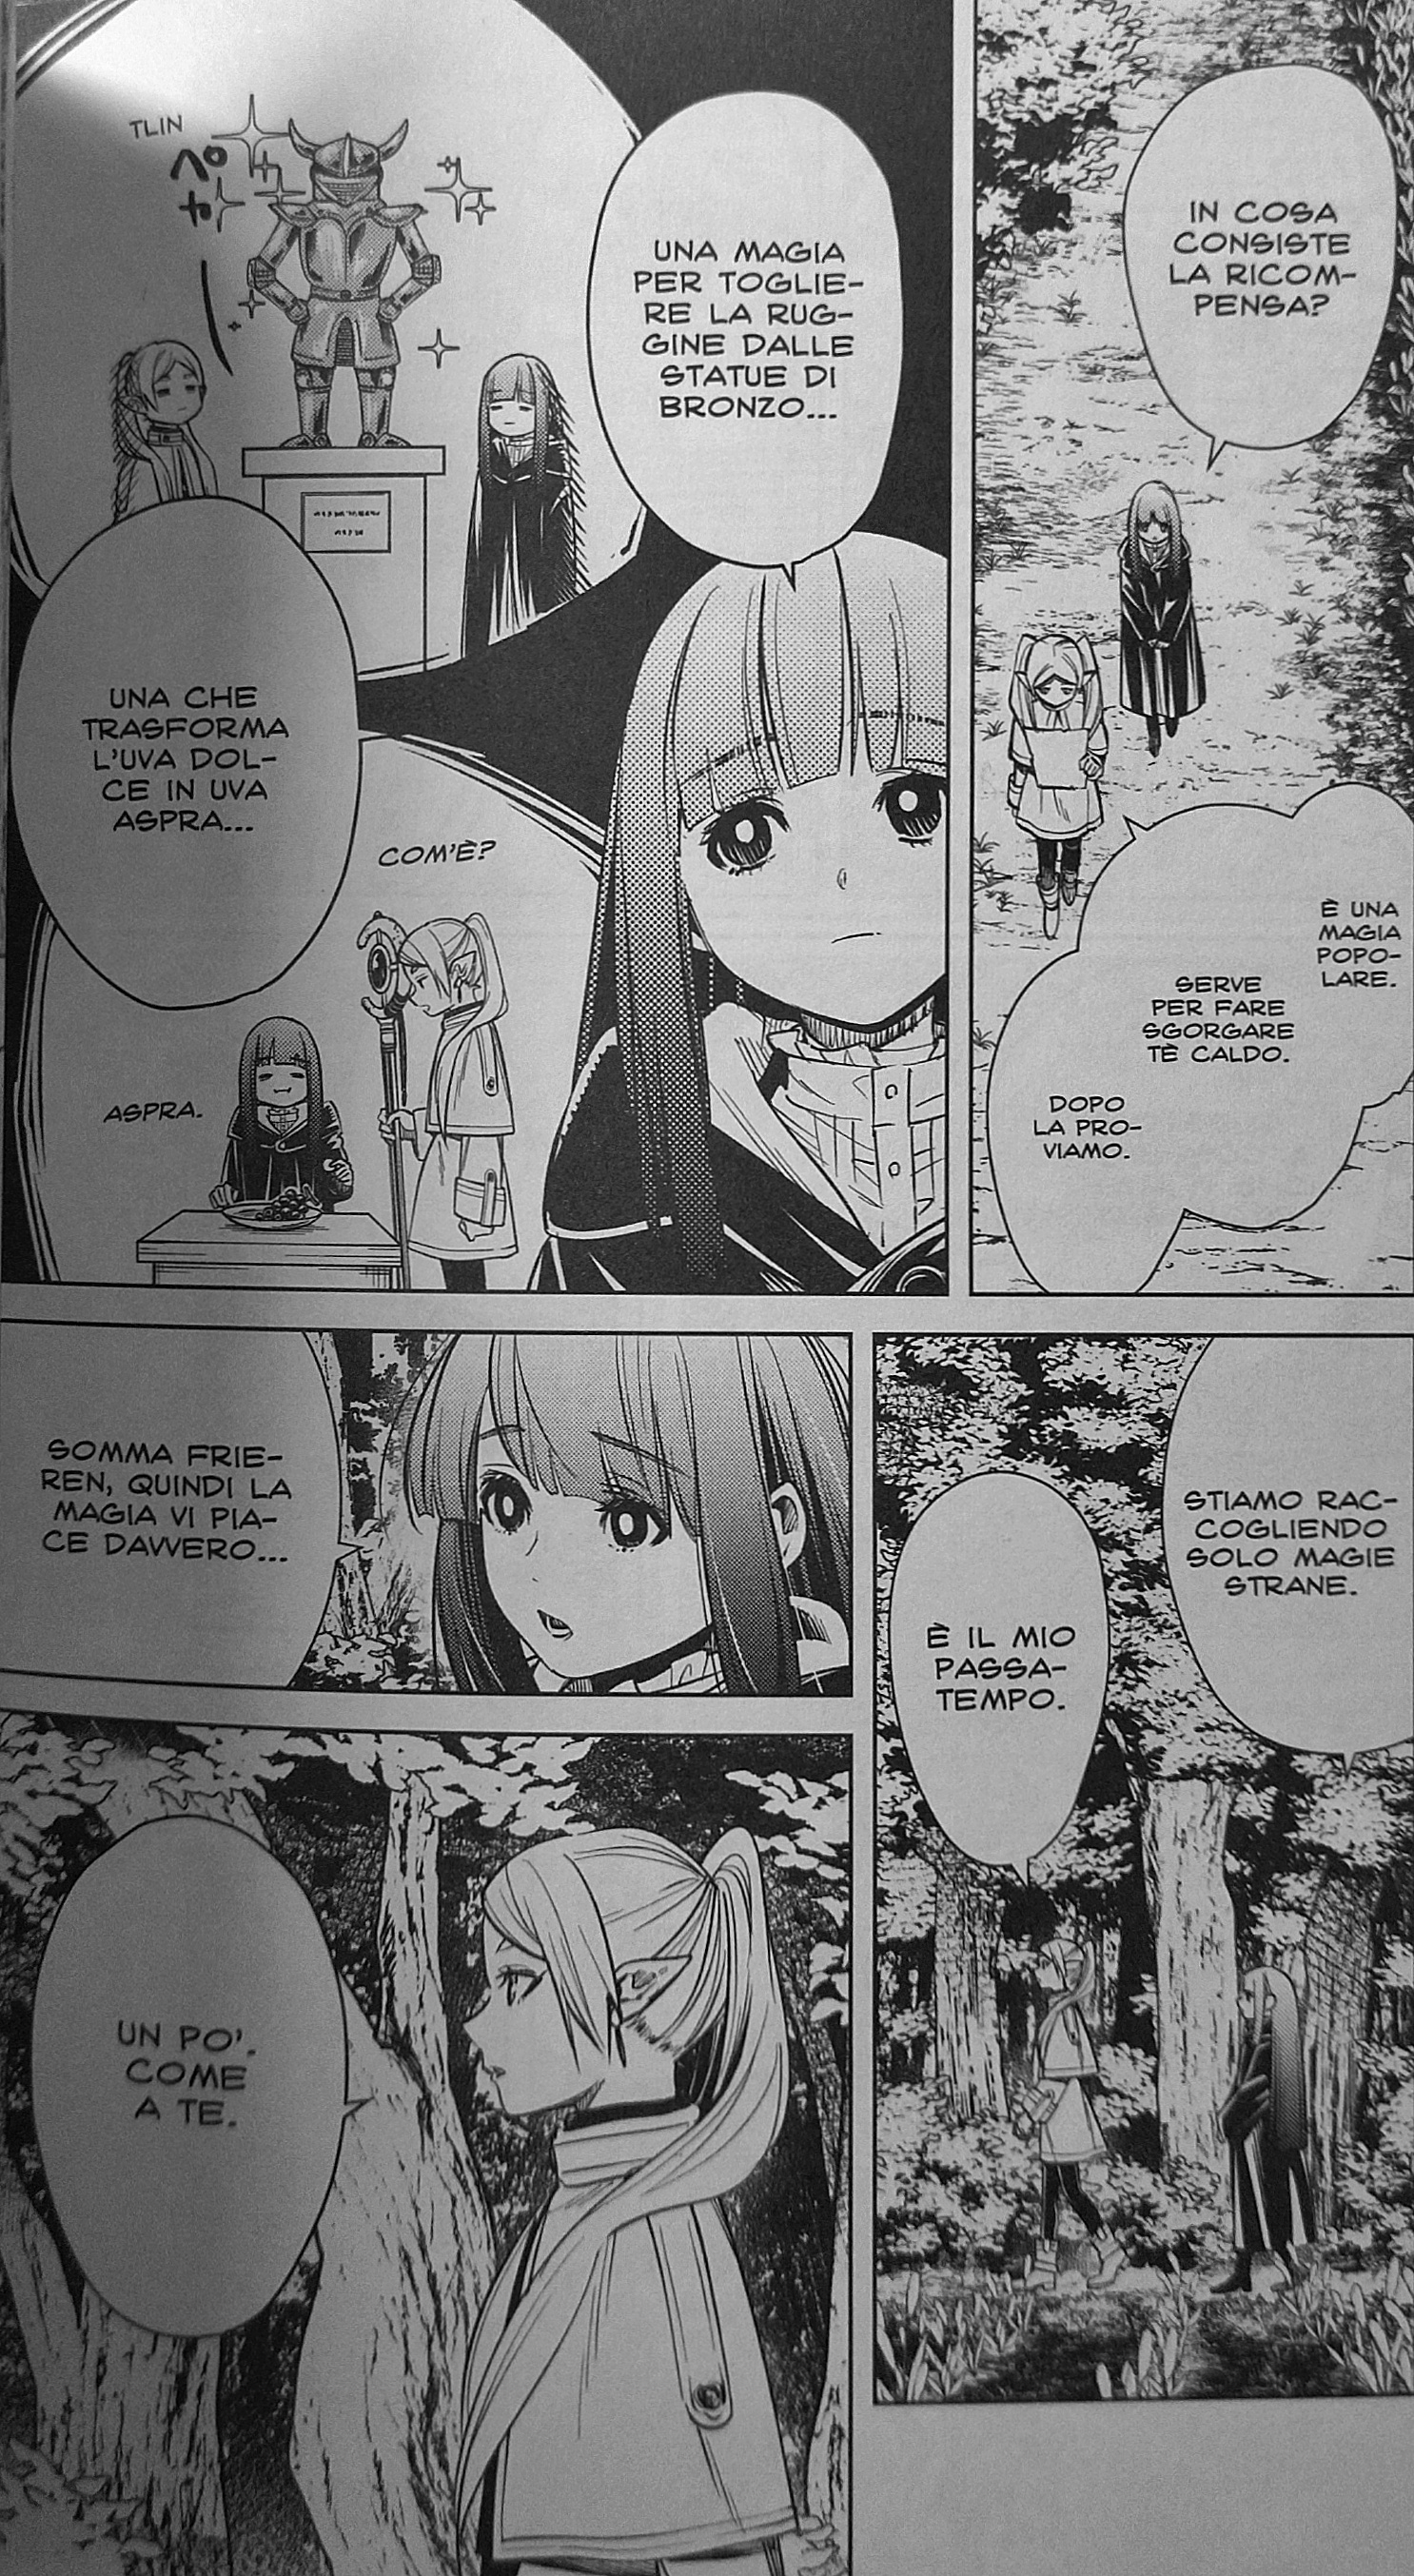 IN COSA
CONSISTE
LA RICOM-
PENSA?
È UNA
MAGIA
POPO-
LARE.
SERVE
PER FARE
SGORGARE
TÈ CALDO.
DOPO
LA PRO-
VIAMO.
UNA MAGIA
PER TOGLIE-
RE LA RUG-
GINE DALLE
STATUE DI
BRONZO...
TLIN
UNA CHE
TRASFORMA
L'UVA DOL-
CE IN UVA
ASPRA...
COM'È?
ASPRA.
STIAMO RAC-
COGLIENDO
SOLO MAGIE
STRANE.
È IL MIO
PASSA-
TEMPO.
SOMMA FRIE-
REN, QUINDI LA
MAGIA VI PIA-
CE DAVVERO...
UN PO'.
COME
A TE.